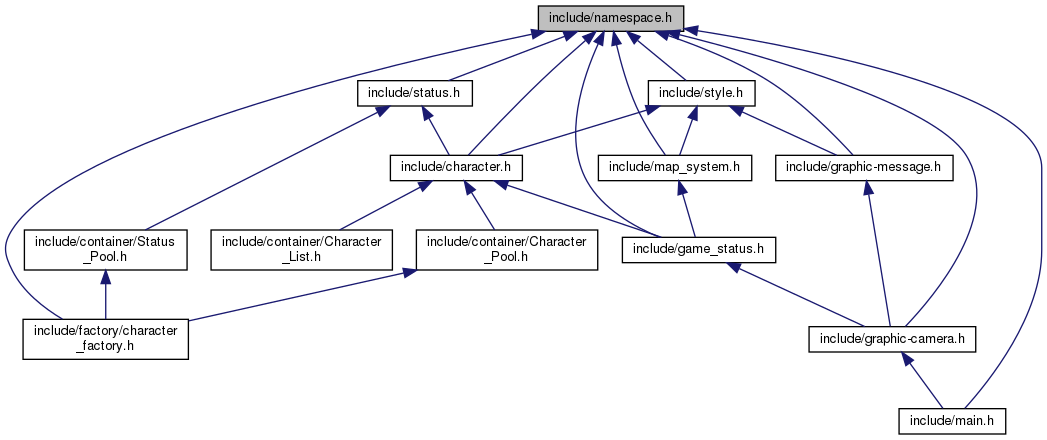 include/namespace.h
include/status.h
include/style.h
include/character.h
include/map_system.h
include/graphic-message.h
include/container/Status
_Pool.h
include/container/Character
_List.h
include/container/Character
_Pool.h
include/game_status.h
include/factory/character
_factory.h
include/graphic-camera.h
include/main.h